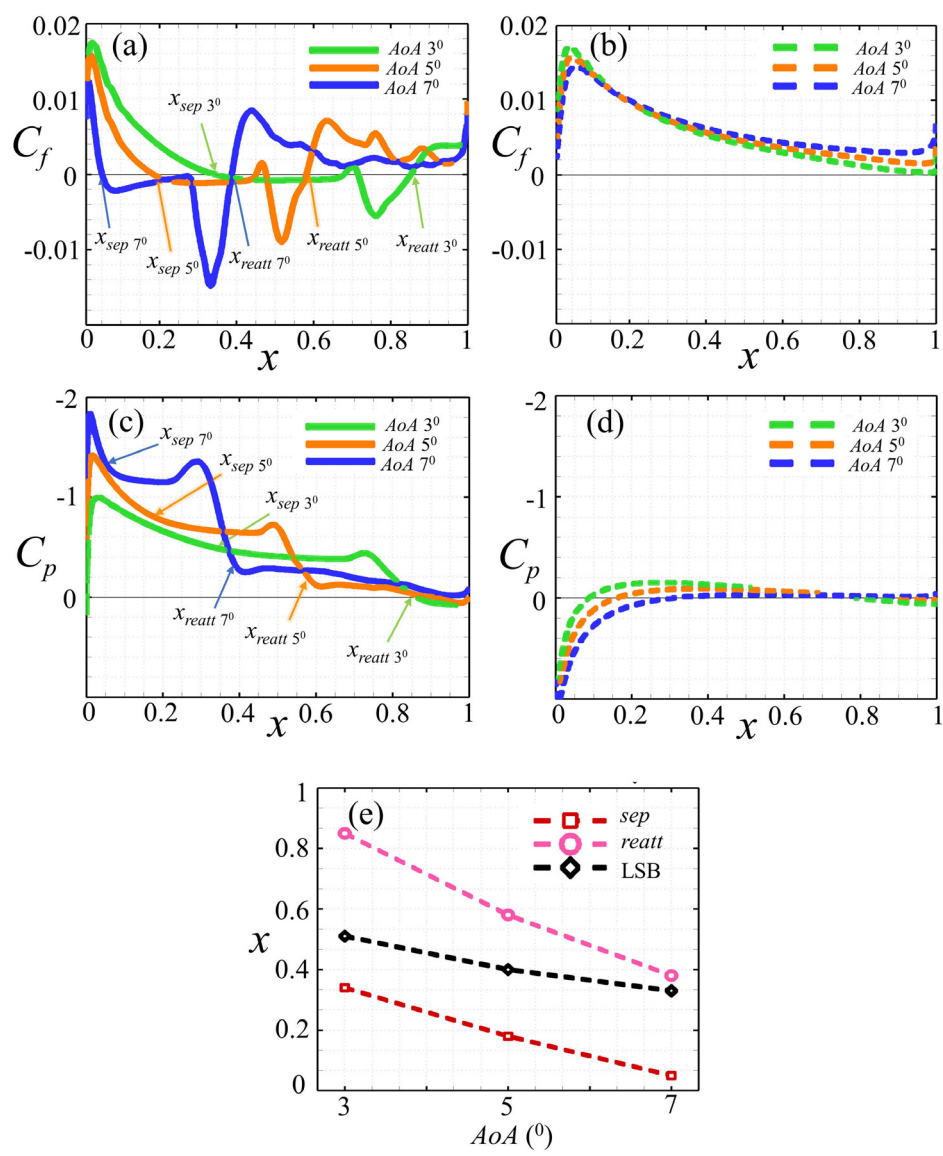 (a)
AoA 3⁰
AoA 5⁰
AoA 7⁰
0.02
0.01
0
-0.01
C_f
x_sep 3⁰
x_sep 7⁰
x_sep 5⁰
x_reatt 7⁰
x_reatt 5⁰
x_reatt 3⁰
0 0.2 0.4 0.6 0.8 1
x
(b)
AoA 3⁰
AoA 5⁰
AoA 7⁰
0.02
0.01
0
-0.01
C_f
0 0.2 0.4 0.6 0.8 1
x
(c)
AoA 3⁰
AoA 5⁰
AoA 7⁰
-2
-1
0
C_p
x_sep 7⁰
x_sep 5⁰
x_sep 3⁰
x_reatt 7⁰
x_reatt 5⁰
x_reatt 3⁰
0 0.2 0.4 0.6 0.8 1
x
(d)
AoA 3⁰
AoA 5⁰
AoA 7⁰
-2
-1
0
C_p
0 0.2 0.4 0.6 0.8 1
x
(e)
sep
reatt
LSB
1
0.8
0.6
0.4
0.2
0
x
3 5 7
AoA (⁰)